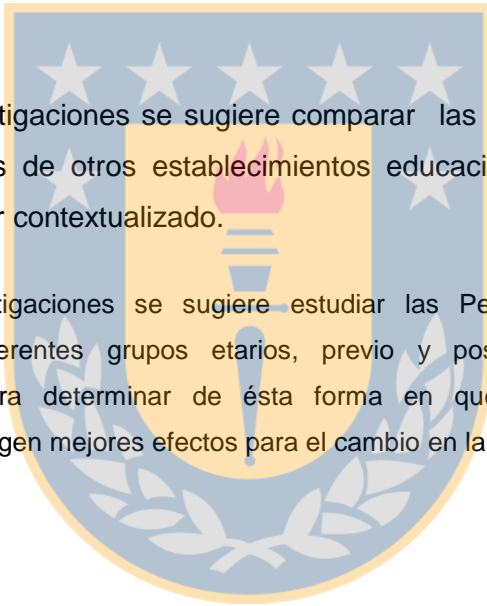 tigaciones se sugiere comparar las
s de otros establecimientos educaci
r contextualizado.
tigaciones se sugiere estudiar las Pe
erentes grupos etarios, previo y pos
ra determinar de ésta forma en que
gen mejores efectos para el cambio en la